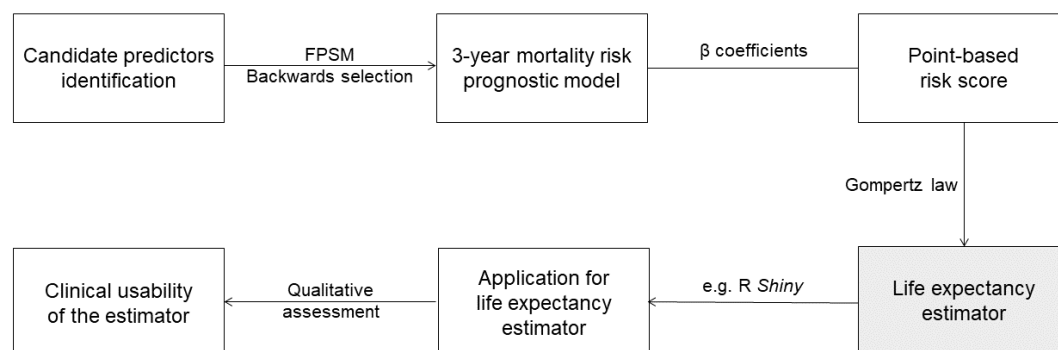 Candidate predictors
identification
FPSM
Backwards selection
3-year mortality risk
prognostic model
β coefficients
Point-based
risk score
Gompertz law
Life expectancy
estimator
e.g. R Shiny
Application for
life expectancy
estimator
Qualitative
assessment
Clinical usability
of the estimator